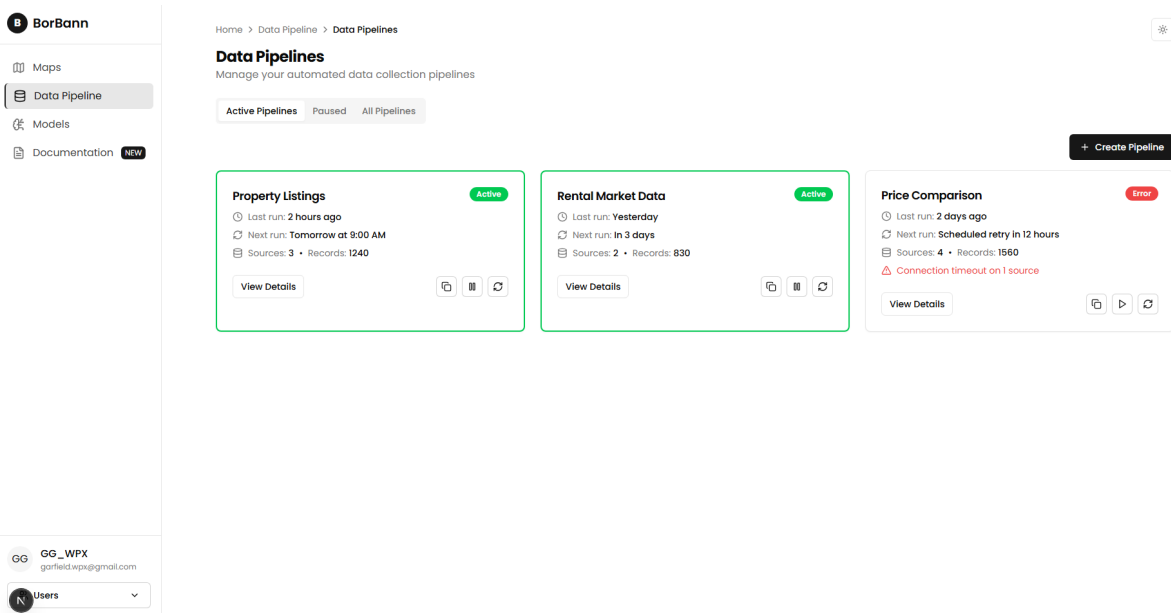 B BorBann
Maps
Data Pipeline
Models
Documentation NEW
GG GG_WPX
garfield.wpx@gmail.com
N Users
Home > Data Pipeline > Data Pipelines
Data Pipelines
Manage your automated data collection pipelines
Active Pipelines Paused All Pipelines
+ Create Pipeline
Property Listings Active
Last run: 2 hours ago
Next run: Tomorrow at 9:00 AM
Sources: 3 • Records: 1240
View Details
Rental Market Data Active
Last run: Yesterday
Next run: In 3 days
Sources: 2 • Records: 830
View Details
Price Comparison Error
Last run: 2 days ago
Next run: Scheduled retry in 12 hours
Sources: 4 • Records: 1560
Connection timeout on 1 source
View Details